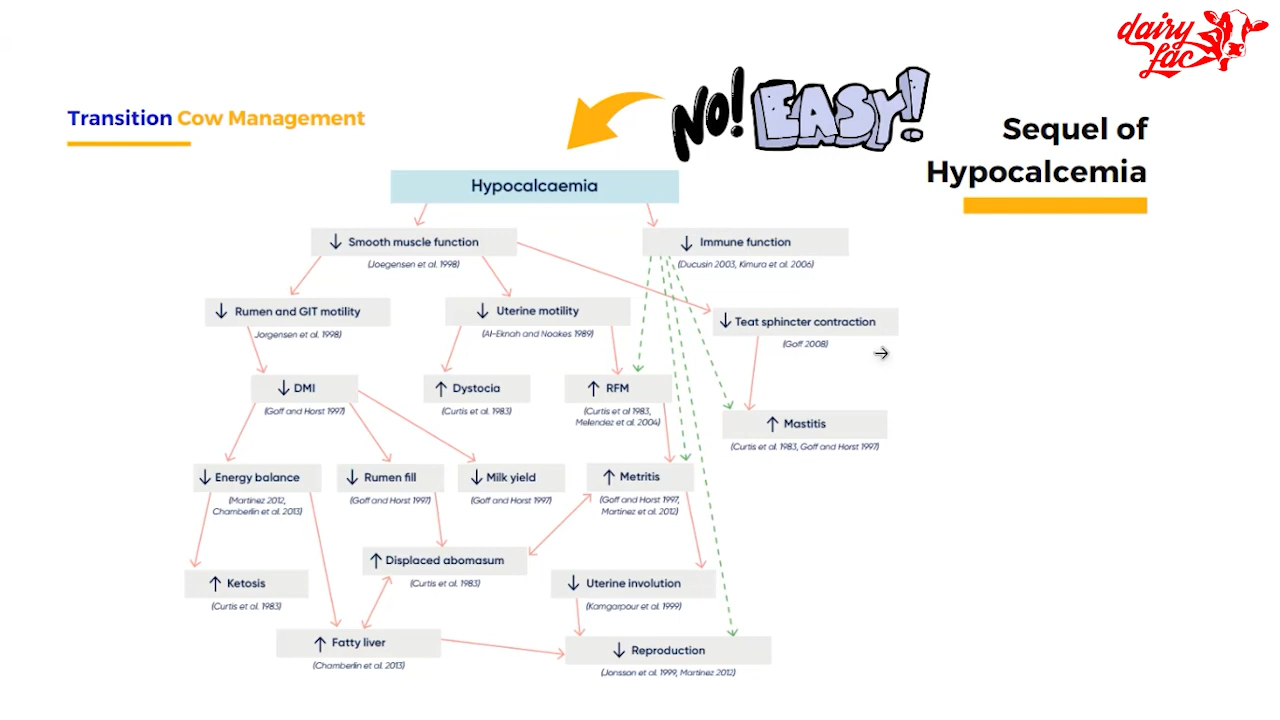 dairy
fac
Transition Cow Management
NO! EASY!
Sequel of
Hypocalcemia
Hypocalcaemia
↓ Smooth muscle function
(Joegensen et al. 1998)
↓ Immune function
(Ducusin 2003, Kimura et al. 2006)
↓ Rumen and GIT motility
Jorgensen et al. 1998)
↓ Uterine motility
(Al-Eknah and Noakes 1989)
↓ Teat sphincter contraction
(Goff 2008)
↓ DMI
(Goff and Horst 1997)
↑ Dystocia
(Curtis et al. 1983)
↑ RFM
(Curtis et al 1983,
Melendez et al. 2004)
↑ Mastitis
(Curtis et al. 1983, Goff and Horst 1997)
↓ Energy balance
(Martinez 2012,
Chamberlin et al. 2013)
↓ Rumen fill
(Goff and Horst 1997)
↓ Milk yield
(Goff and Horst 1997)
↑ Metritis
(Goff and Horst 1997,
Martinez et al. 2012)
↑ Displaced abomasum
(Curtis et al. 1983)
↑ Ketosis
(Curtis et al. 1983)
↓ Uterine involution
(Kamgarpour et al. 1999)
↑ Fatty liver
(Chamberlin et al. 2013)
↓ Reproduction
(Jonsson et al. 1999, Martinez 2012)